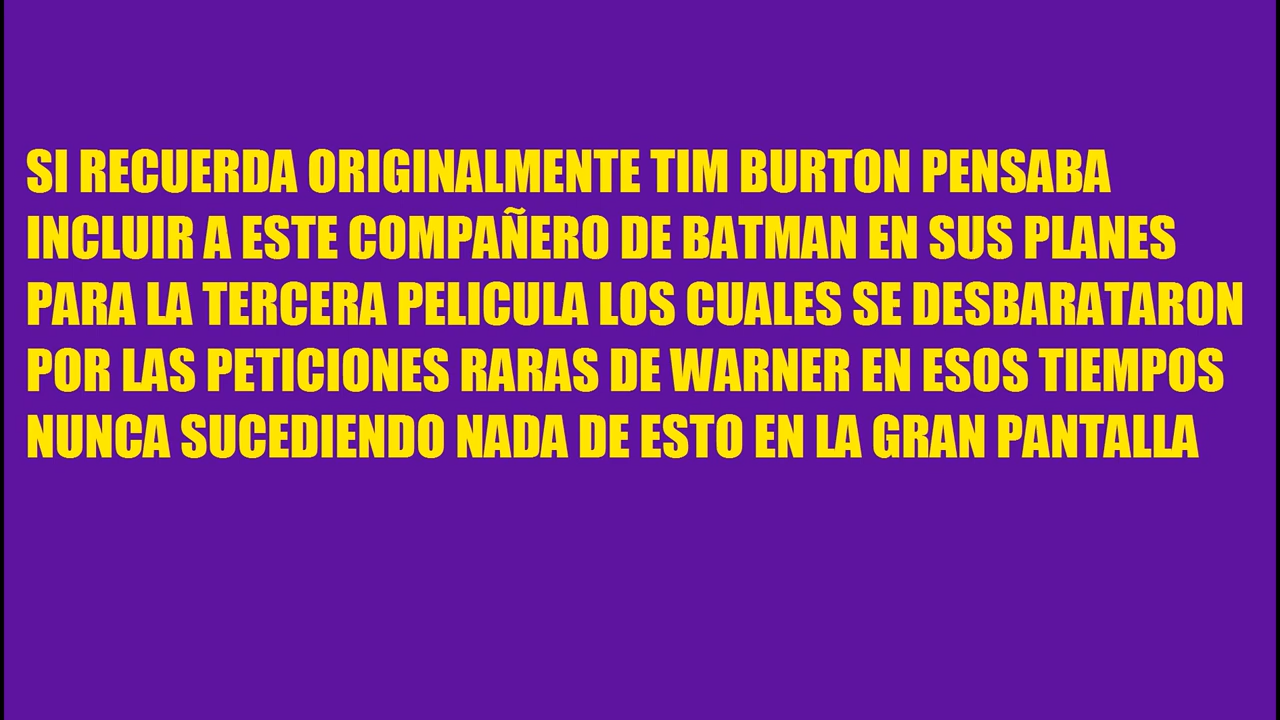 SI RECUERDA ORIGINALMENTE TIM BURTON PENSABA
INCLUIR A ESTE COMPAÑERO DE BATMAN EN SUS PLANES
PARA LA TERCERA PELICULA LOS CUALES SE DESBARATARON
POR LAS PETICIONES RARAS DE WARNER EN ESOS TIEMPOS
NUNCA SUCEDIENDO NADA DE ESTO EN LA GRAN PANTALLA